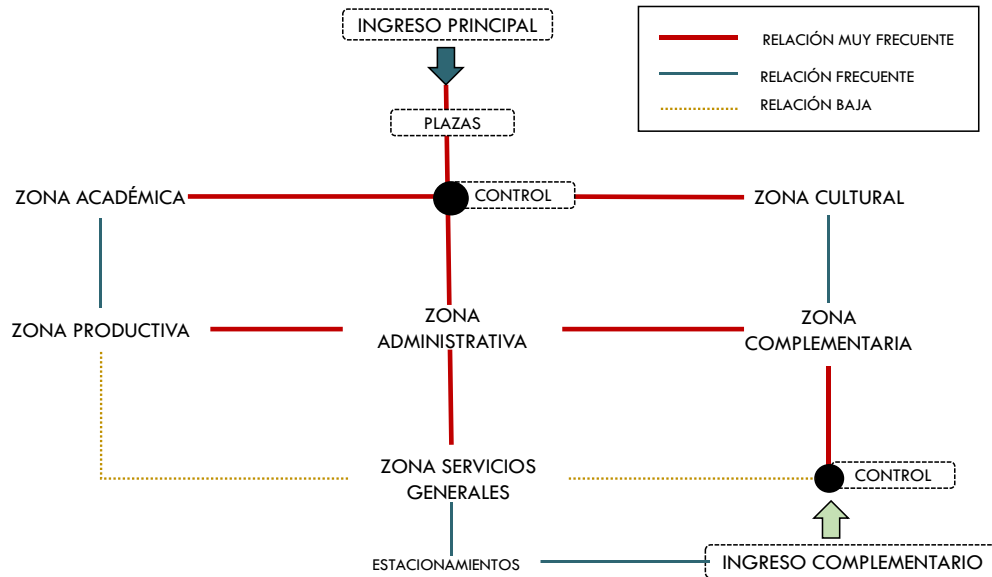 INGRESO PRINCIPAL
RELACIÓN MUY FRECUENTE
RELACIÓN FRECUENTE
RELACIÓN BAJA
PLAZAS
ZONA ACADÉMICA
CONTROL
ZONA CULTURAL
ZONA PRODUCTIVA
ZONA
ADMINISTRATIVA
ZONA
COMPLEMENTARIA
ZONA SERVICIOS
GENERALES
CONTROL
ESTACIONAMIENTOS
INGRESO COMPLEMENTARIO